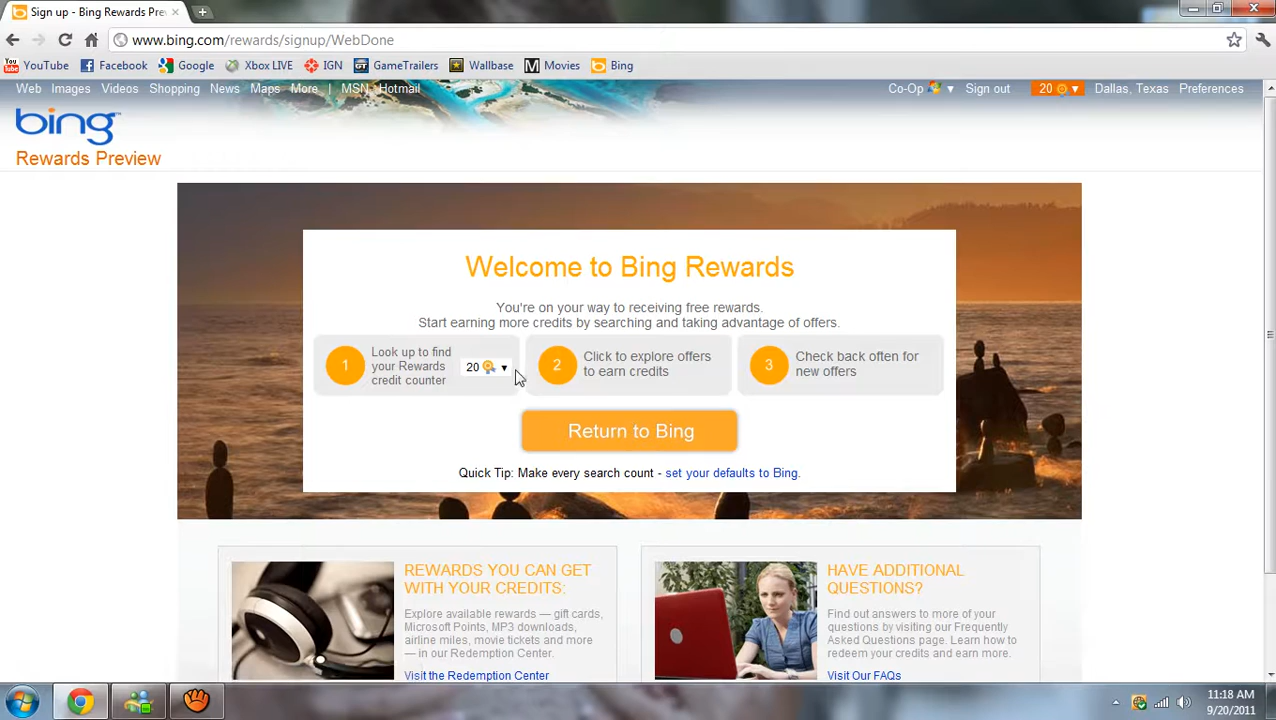 Sign up - Bing Rewards Pre
www.bing.com/rewards/signup/WebDone
YouTube Facebook Google Xbox LIVE IGN GameTrailers Wallbase Movies Bing
Web Images Videos Shopping News Maps More | MSN Hotmail Co-Op Sign out 20 Dallas, Texas Preferences
bing
Rewards Preview
Welcome to Bing Rewards
You're on your way to receiving free rewards.
Start earning more credits by searching and taking advantage of offers.
1 Look up to find
your Rewards
credit counter
20
2 Click to explore offers
to earn credits
3 Check back often for
new offers
Return to Bing
Quick Tip: Make every search count - set your defaults to Bing.
REWARDS YOU CAN GET
WITH YOUR CREDITS:
Explore available rewards — gift cards,
Microsoft Points, MP3 downloads,
airline miles, movie tickets and more
— in our Redemption Center.
Visit the Redemption Center
HAVE ADDITIONAL
QUESTIONS?
Find out answers to more of your
questions by visiting our Frequently
Asked Questions page. Learn how to
redeem your credits and earn more.
Visit Our FAQs
11:18 AM
9/20/2011